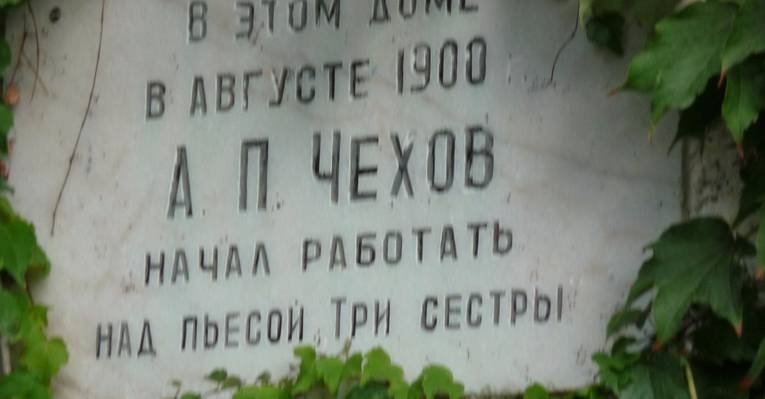 В ЭТОМ ДОМЕ
В АВГУСТЕ 1900
А. П. ЧЕХОВ
НАЧАЛ РАБОТАТЬ
НАД ПЬЕСОЙ ТРИ СЕСТРЫ